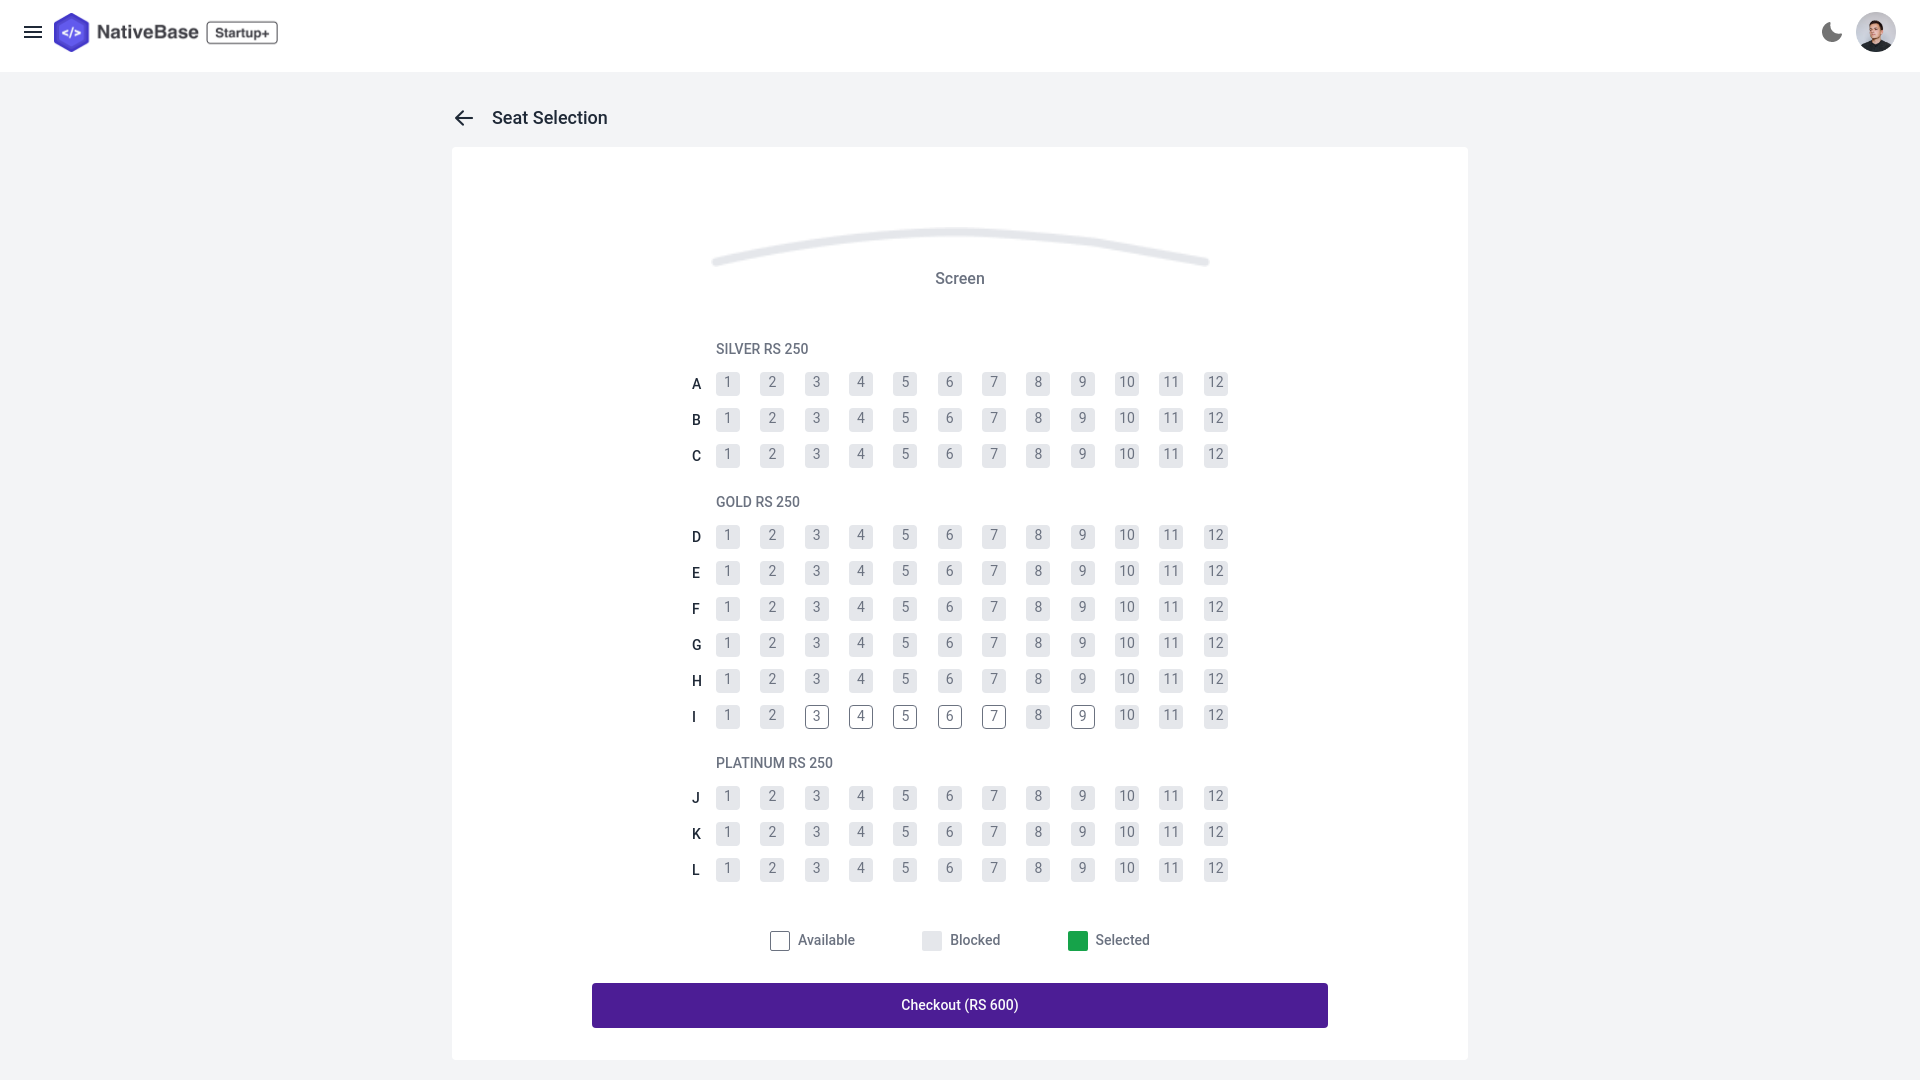 </> NativeBase Startup+
Seat Selection
Screen
SILVER RS 250
A 1 2 3 4 5 6 7 8 9 10 11 12
B 1 2 3 4 5 6 7 8 9 10 11 12
C 1 2 3 4 5 6 7 8 9 10 11 12
GOLD RS 250
D 1 2 3 4 5 6 7 8 9 10 11 12
E 1 2 3 4 5 6 7 8 9 10 11 12
F 1 2 3 4 5 6 7 8 9 10 11 12
G 1 2 3 4 5 6 7 8 9 10 11 12
H 1 2 3 4 5 6 7 8 9 10 11 12
I 1 2 3 4 5 6 7 8 9 10 11 12
PLATINUM RS 250
J 1 2 3 4 5 6 7 8 9 10 11 12
K 1 2 3 4 5 6 7 8 9 10 11 12
L 1 2 3 4 5 6 7 8 9 10 11 12
Available Blocked Selected
Checkout (RS 600)